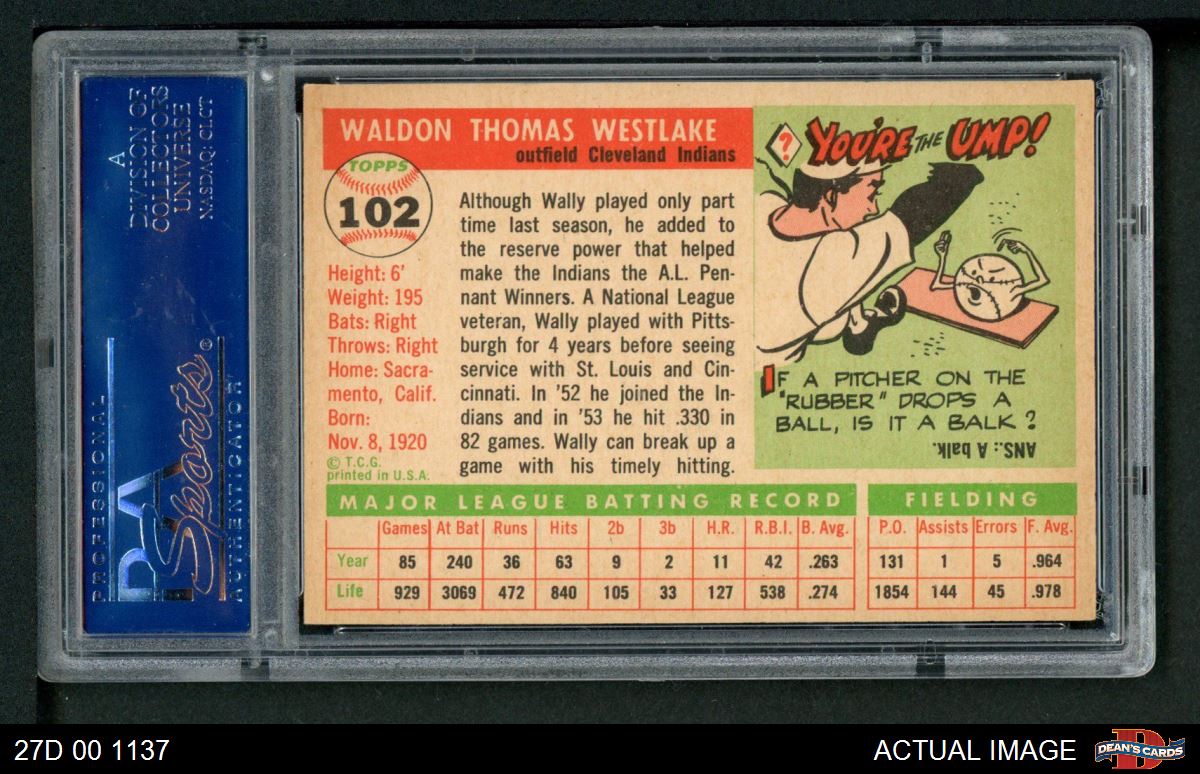 A
DIVISION OF
COLLECTORS
UNIVERSE
NASDAQ: CLCT
PROFESSIONAL
PSA
Sports®
AUTHENTICATOR
WALDON THOMAS WESTLAKE
outfield Cleveland Indians
TOPPS
102
Height: 6'
Weight: 195
Bats: Right
Throws: Right
Home: Sacra-
mento, Calif.
Born:
Nov. 8, 1920
© T.C.G.
printed in U.S.A.
Although Wally played only part
time last season, he added to
the reserve power that helped
make the Indians the A.L. Pen-
nant Winners. A National League
veteran, Wally played with Pitts-
burgh for 4 years before seeing
service with St. Louis and Cin-
cinnati. In '52 he joined the In-
dians and in '53 he hit .330 in
82 games. Wally can break up a
game with his timely hitting.
? YOU'RE THE UMP!
IF A PITCHER ON THE
"RUBBER" DROPS A
BALL, IS IT A BALK?
ANS.: A balk.
MAJOR LEAGUE BATTING RECORD FIELDING
Games At Bat Runs Hits 2b 3b H.R. R.B.I. B. Avg. P.O. Assists Errors F. Avg.
Year 85 240 36 63 9 2 11 42 .263 131 1 5 .964
Life 929 3069 472 840 105 33 127 538 .274 1854 144 45 .978
27D 00 1137
ACTUAL IMAGE
D
DEAN'S CARDS